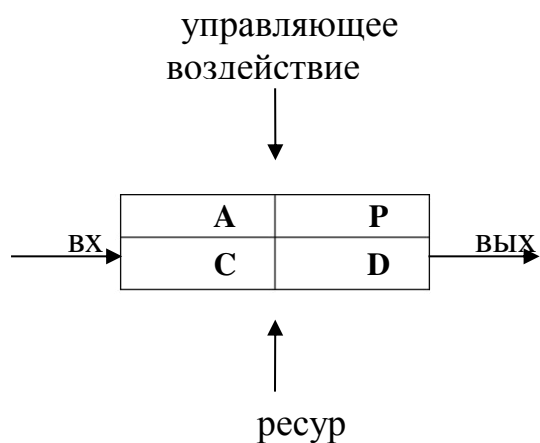 управляющее
воздействие
A P
вх вых
C D
ресур